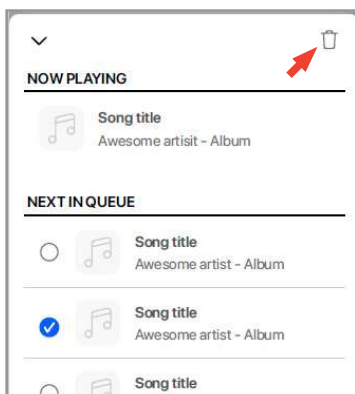 NOW PLAYING
Song title
Awesome artisit - Album
NEXT IN QUEUE
Song title
Awesome artist - Album
Song title
Awesome artist - Album
Song title